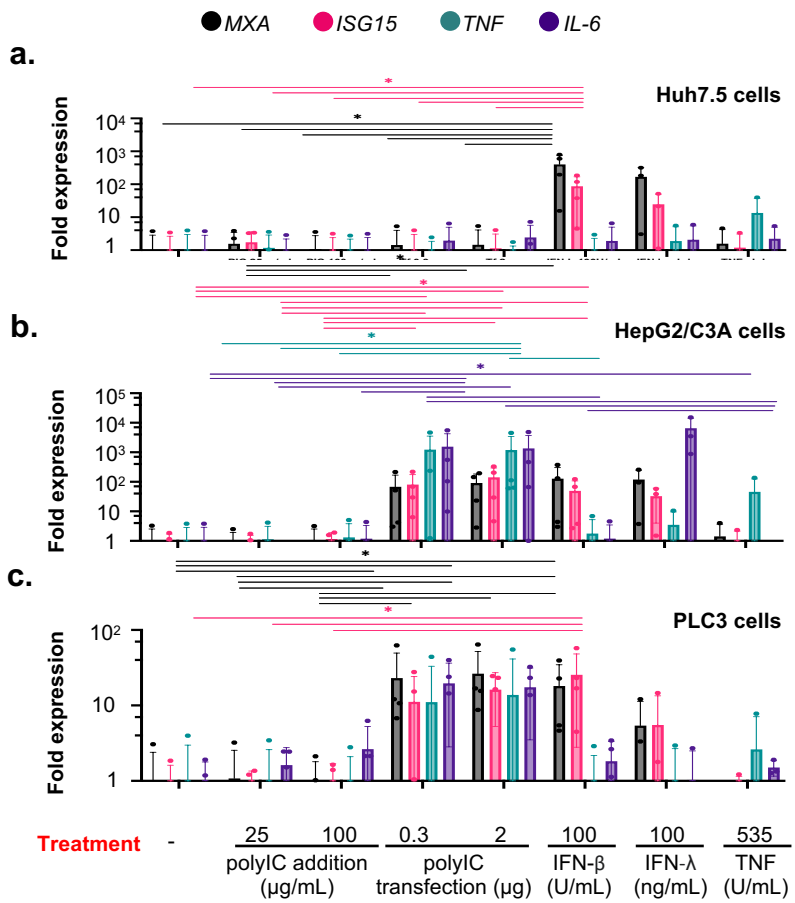 MXA ISG15 TNF IL-6
a.
*
Huh7.5 cells
*
Fold expression
10⁴
10³
10²
10
1
*
*
b.
HepG2/C3A cells
*
*
Fold expression
10⁵
10⁴
10³
10²
10
1
*
c.
*
PLC3 cells
Fold expression
10²
10
1
Treatment - 25 100 0.3 2 100 100 535
polyIC addition polyIC IFN-β IFN-λ TNF
(µg/mL) transfection (µg) (U/mL) (ng/mL) (U/mL)